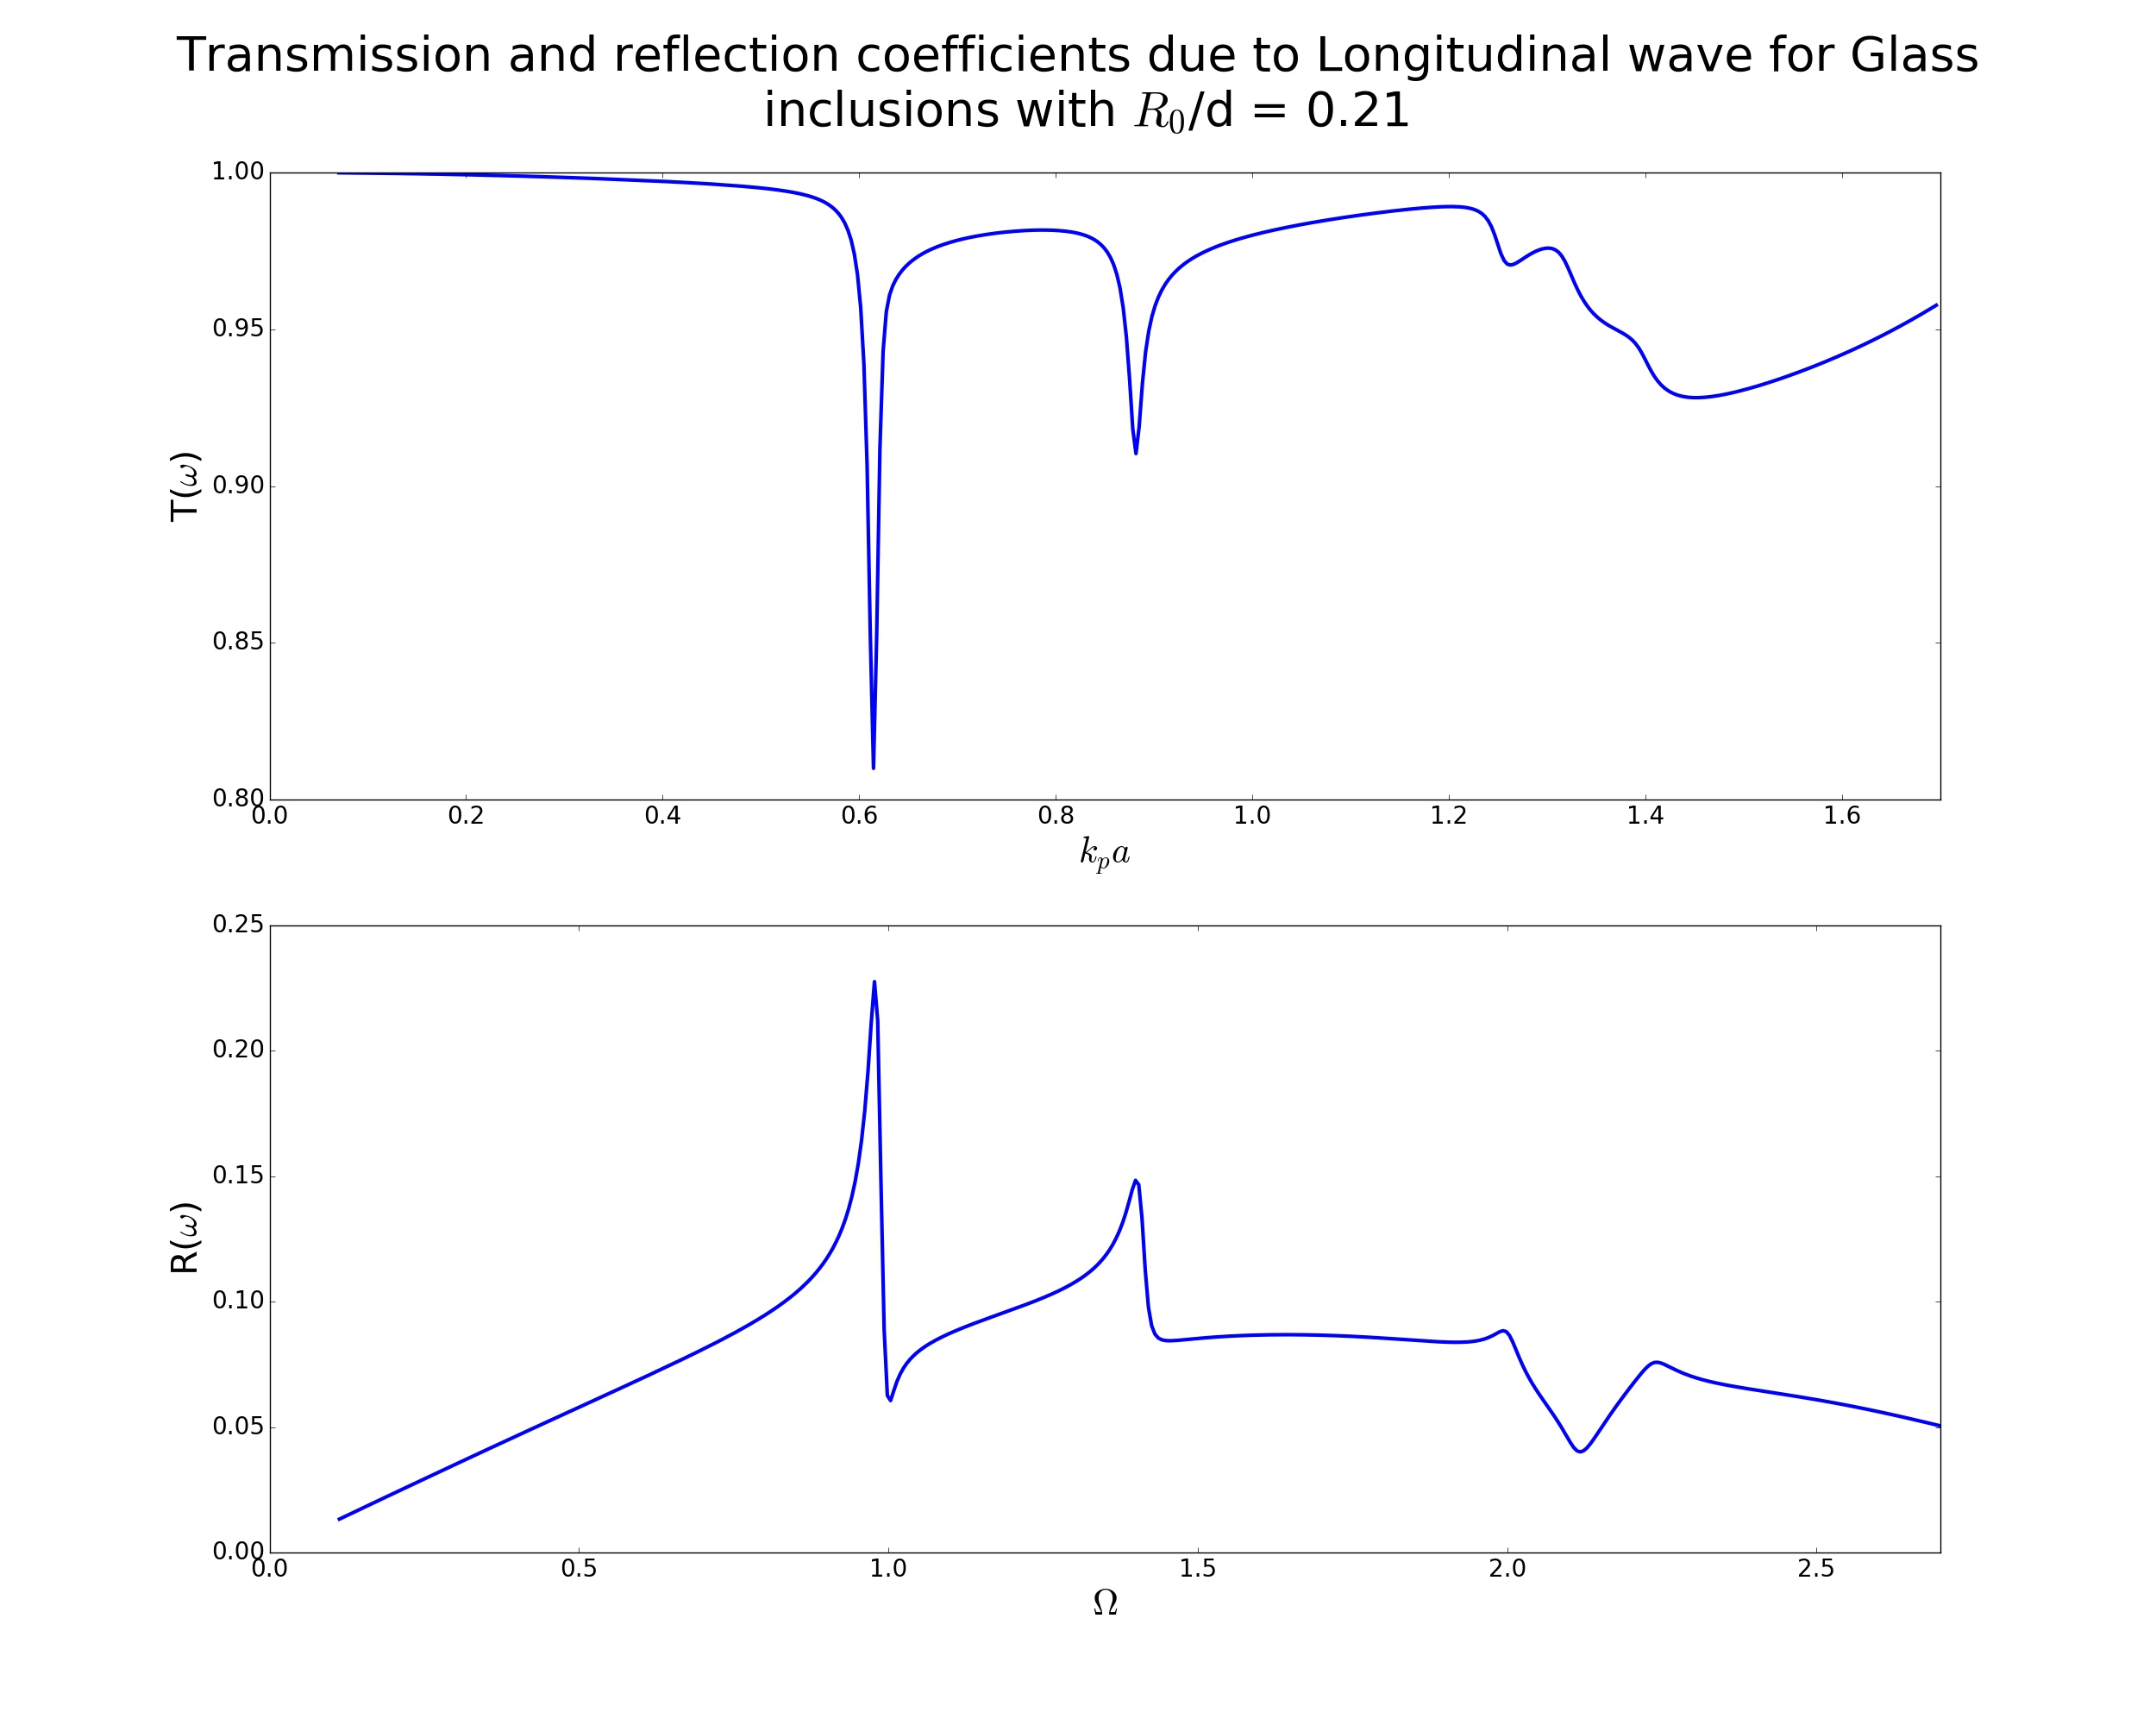 Transmission and reflection coefficients due to Longitudinal wave for Glass
inclusions with R₀/d = 0.21
1.00
0.95
0.90
0.85
0.80
T(ω)
0.0 0.2 0.4 0.6 0.8 1.0 1.2 1.4 1.6
kₚa
0.25
0.20
0.15
0.10
0.05
0.00
R(ω)
0.0 0.5 1.0 1.5 2.0 2.5
Ω